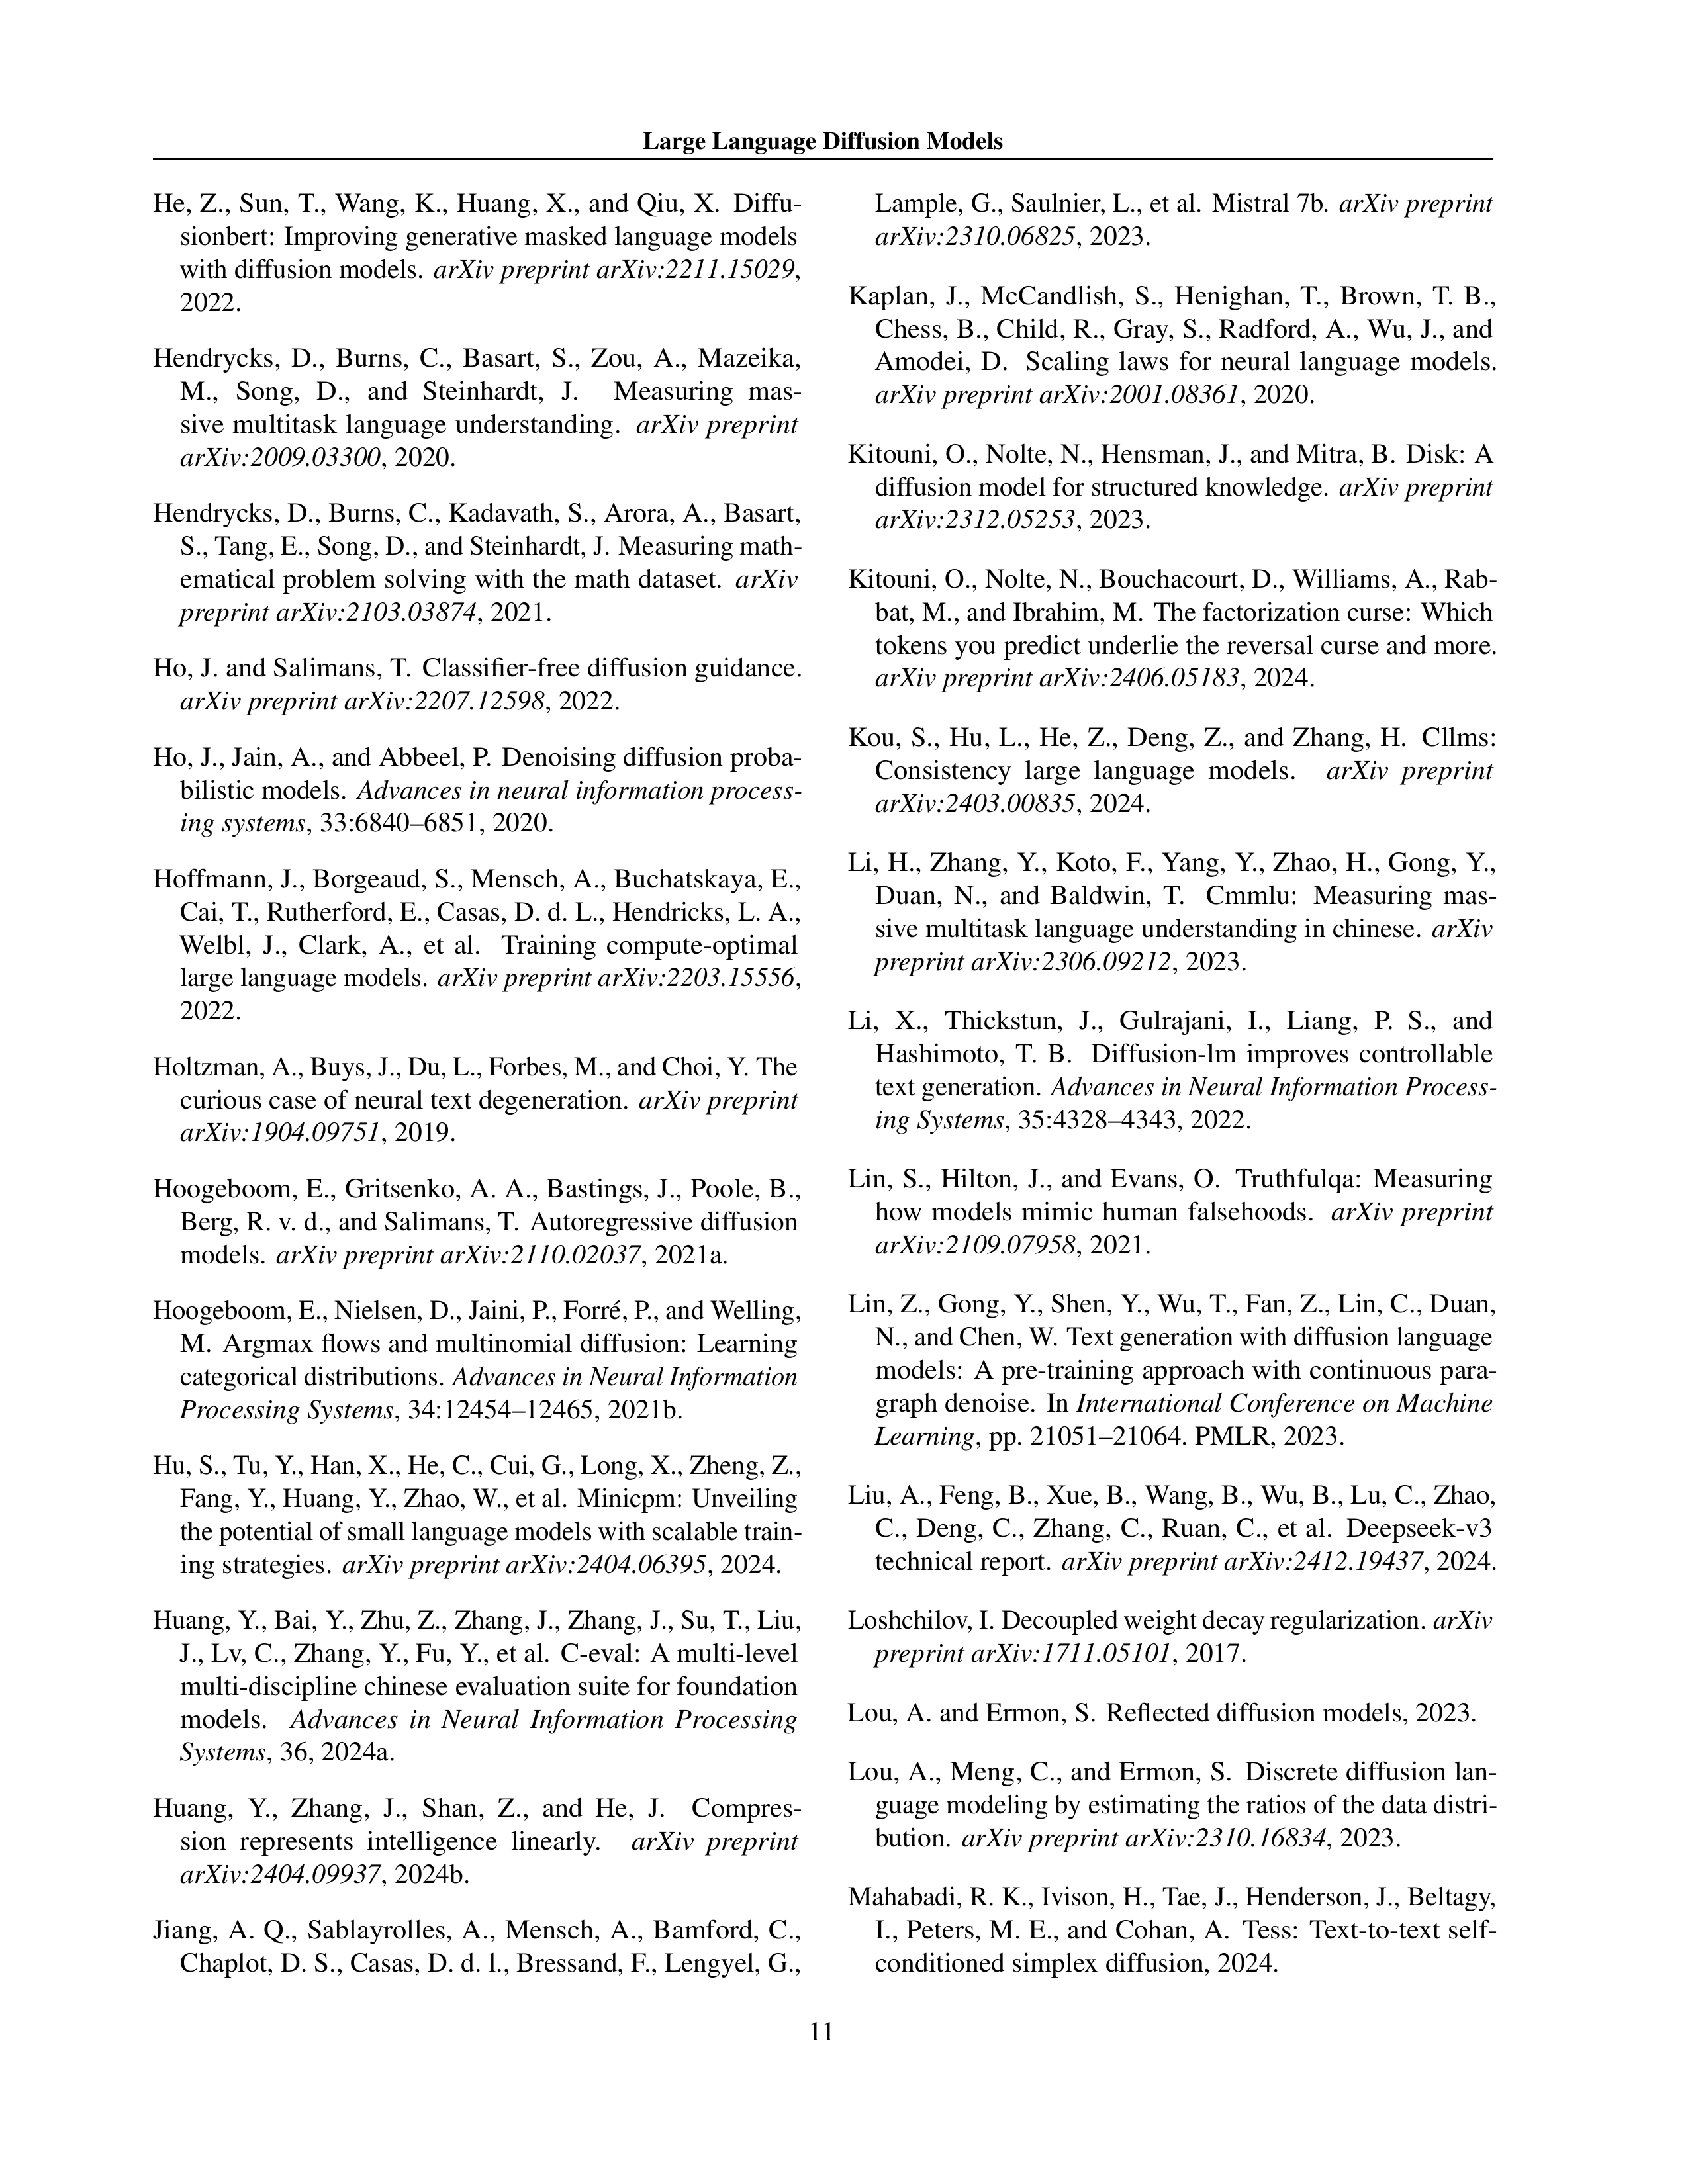 Large Language Diffusion Models
He, Z., Sun, T., Wang, K., Huang, X., and Qiu, X. Diffu-
sionbert: Improving generative masked language models
with diffusion models. arXiv preprint arXiv:2211.15029,
2022.
Hendrycks, D., Burns, C., Basart, S., Zou, A., Mazeika,
M., Song, D., and Steinhardt, J. Measuring mas-
sive multitask language understanding. arXiv preprint
arXiv:2009.03300, 2020.
Hendrycks, D., Burns, C., Kadavath, S., Arora, A., Basart,
S., Tang, E., Song, D., and Steinhardt, J. Measuring math-
ematical problem solving with the math dataset. arXiv
preprint arXiv:2103.03874, 2021.
Ho, J. and Salimans, T. Classifier-free diffusion guidance.
arXiv preprint arXiv:2207.12598, 2022.
Ho, J., Jain, A., and Abbeel, P. Denoising diffusion proba-
bilistic models. Advances in neural information process-
ing systems, 33:6840–6851, 2020.
Hoffmann, J., Borgeaud, S., Mensch, A., Buchatskaya, E.,
Cai, T., Rutherford, E., Casas, D. d. L., Hendricks, L. A.,
Welbl, J., Clark, A., et al. Training compute-optimal
large language models. arXiv preprint arXiv:2203.15556,
2022.
Holtzman, A., Buys, J., Du, L., Forbes, M., and Choi, Y. The
curious case of neural text degeneration. arXiv preprint
arXiv:1904.09751, 2019.
Hoogeboom, E., Gritsenko, A. A., Bastings, J., Poole, B.,
Berg, R. v. d., and Salimans, T. Autoregressive diffusion
models. arXiv preprint arXiv:2110.02037, 2021a.
Hoogeboom, E., Nielsen, D., Jaini, P., Forré, P., and Welling,
M. Argmax flows and multinomial diffusion: Learning
categorical distributions. Advances in Neural Information
Processing Systems, 34:12454–12465, 2021b.
Hu, S., Tu, Y., Han, X., He, C., Cui, G., Long, X., Zheng, Z.,
Fang, Y., Huang, Y., Zhao, W., et al. Minicpm: Unveiling
the potential of small language models with scalable train-
ing strategies. arXiv preprint arXiv:2404.06395, 2024.
Huang, Y., Bai, Y., Zhu, Z., Zhang, J., Zhang, J., Su, T., Liu,
J., Lv, C., Zhang, Y., Fu, Y., et al. C-eval: A multi-level
multi-discipline chinese evaluation suite for foundation
models. Advances in Neural Information Processing
Systems, 36, 2024a.
Huang, Y., Zhang, J., Shan, Z., and He, J. Compres-
sion represents intelligence linearly. arXiv preprint
arXiv:2404.09937, 2024b.
Jiang, A. Q., Sablayrolles, A., Mensch, A., Bamford, C.,
Chaplot, D. S., Casas, D. d. l., Bressand, F., Lengyel, G.,
Lample, G., Saulnier, L., et al. Mistral 7b. arXiv preprint
arXiv:2310.06825, 2023.
Kaplan, J., McCandlish, S., Henighan, T., Brown, T. B.,
Chess, B., Child, R., Gray, S., Radford, A., Wu, J., and
Amodei, D. Scaling laws for neural language models.
arXiv preprint arXiv:2001.08361, 2020.
Kitouni, O., Nolte, N., Hensman, J., and Mitra, B. Disk: A
diffusion model for structured knowledge. arXiv preprint
arXiv:2312.05253, 2023.
Kitouni, O., Nolte, N., Bouchacourt, D., Williams, A., Rab-
bat, M., and Ibrahim, M. The factorization curse: Which
tokens you predict underlie the reversal curse and more.
arXiv preprint arXiv:2406.05183, 2024.
Kou, S., Hu, L., He, Z., Deng, Z., and Zhang, H. Cllms:
Consistency large language models. arXiv preprint
arXiv:2403.00835, 2024.
Li, H., Zhang, Y., Koto, F., Yang, Y., Zhao, H., Gong, Y.,
Duan, N., and Baldwin, T. Cmmlu: Measuring mas-
sive multitask language understanding in chinese. arXiv
preprint arXiv:2306.09212, 2023.
Li, X., Thickstun, J., Gulrajani, I., Liang, P. S., and
Hashimoto, T. B. Diffusion-lm improves controllable
text generation. Advances in Neural Information Process-
ing Systems, 35:4328–4343, 2022.
Lin, S., Hilton, J., and Evans, O. Truthfulqa: Measuring
how models mimic human falsehoods. arXiv preprint
arXiv:2109.07958, 2021.
Lin, Z., Gong, Y., Shen, Y., Wu, T., Fan, Z., Lin, C., Duan,
N., and Chen, W. Text generation with diffusion language
models: A pre-training approach with continuous para-
graph denoise. In International Conference on Machine
Learning, pp. 21051–21064. PMLR, 2023.
Liu, A., Feng, B., Xue, B., Wang, B., Wu, B., Lu, C., Zhao,
C., Deng, C., Zhang, C., Ruan, C., et al. Deepseek-v3
technical report. arXiv preprint arXiv:2412.19437, 2024.
Loshchilov, I. Decoupled weight decay regularization. arXiv
preprint arXiv:1711.05101, 2017.
Lou, A. and Ermon, S. Reflected diffusion models, 2023.
Lou, A., Meng, C., and Ermon, S. Discrete diffusion lan-
guage modeling by estimating the ratios of the data distri-
bution. arXiv preprint arXiv:2310.16834, 2023.
Mahabadi, R. K., Ivison, H., Tae, J., Henderson, J., Beltagy,
I., Peters, M. E., and Cohan, A. Tess: Text-to-text self-
conditioned simplex diffusion, 2024.
11